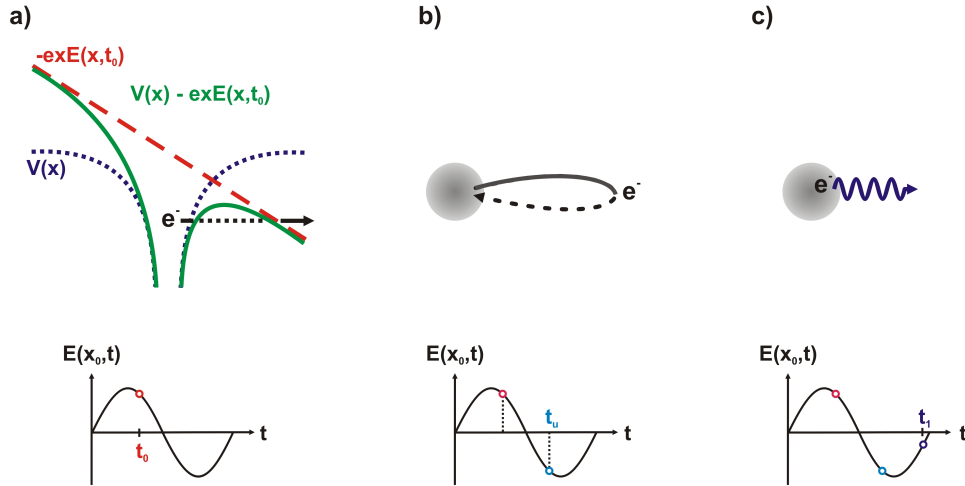 a)
-exE(x,t₀)
V(x) - exE(x,t₀)
V(x)
e⁻
E(x₀,t)
t₀
t
b)
e⁻
E(x₀,t)
tᵤ
t
c)
e⁻
E(x₀,t)
t₁
t